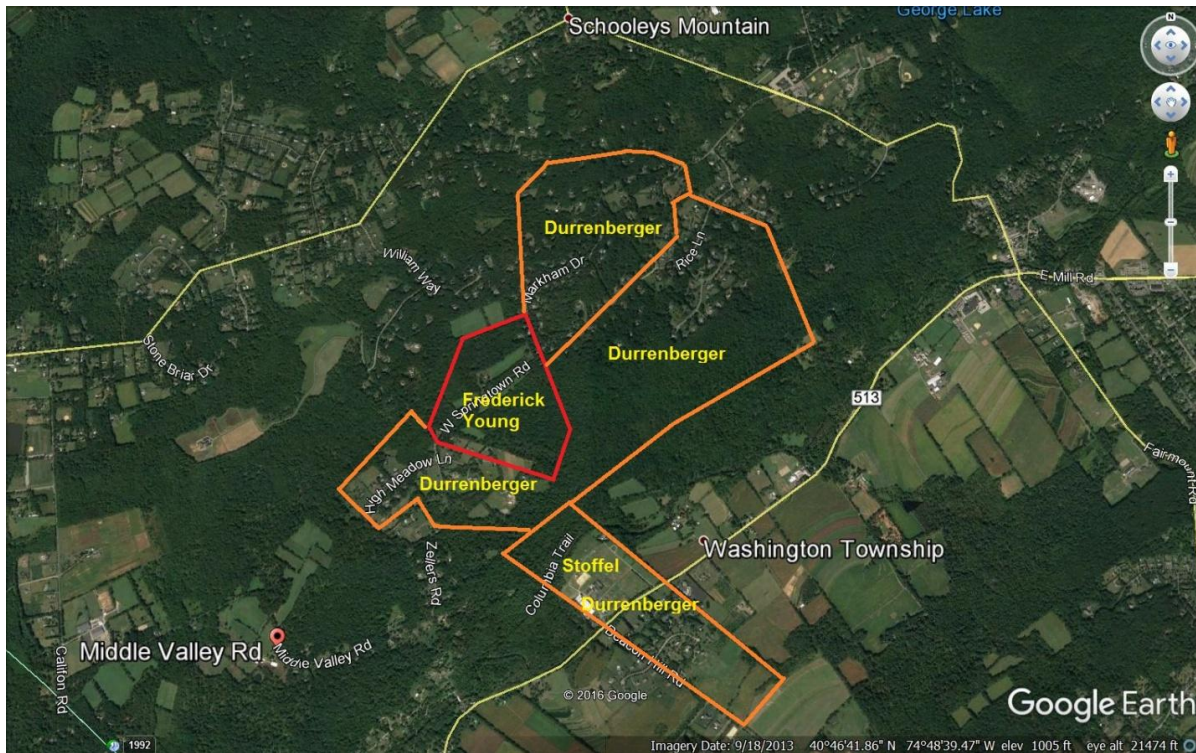 George Lake
Schooleys Mountain
N
Durrenberger
Rice Ln
William Way
Markham Dr
E Mill Rd
Stone Briar Dr
Durrenberger
513
W Springtown Rd
Frederick
Young
Fairmount Rd
High Meadow Ln
Durrenberger
Zellers Rd
Columbia Trail
Washington Township
Stoffel
Durrenberger
Beacon Hill Rd
Middle Valley Rd
Middle Valley Rd
Califon Rd
© 2016 Google
Google Earth
1992
Imagery Date: 9/18/2013 40°46'41.86" N 74°48'39.47" W elev 1005 ft eye alt 21474 ft